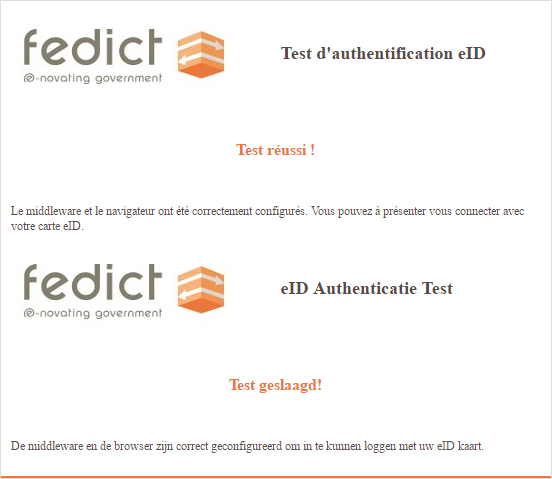 fedict
e-novating government
Test d'authentification eID
Test réussi !
Le middleware et le navigateur ont été correctement configurés. Vous pouvez à présenter vous connecter avec
votre carte eID.
fedict
e-novating government
eID Authenticatie Test
Test geslaagd!
De middleware en de browser zijn correct geconfigureerd om in te kunnen loggen met uw eID kaart.